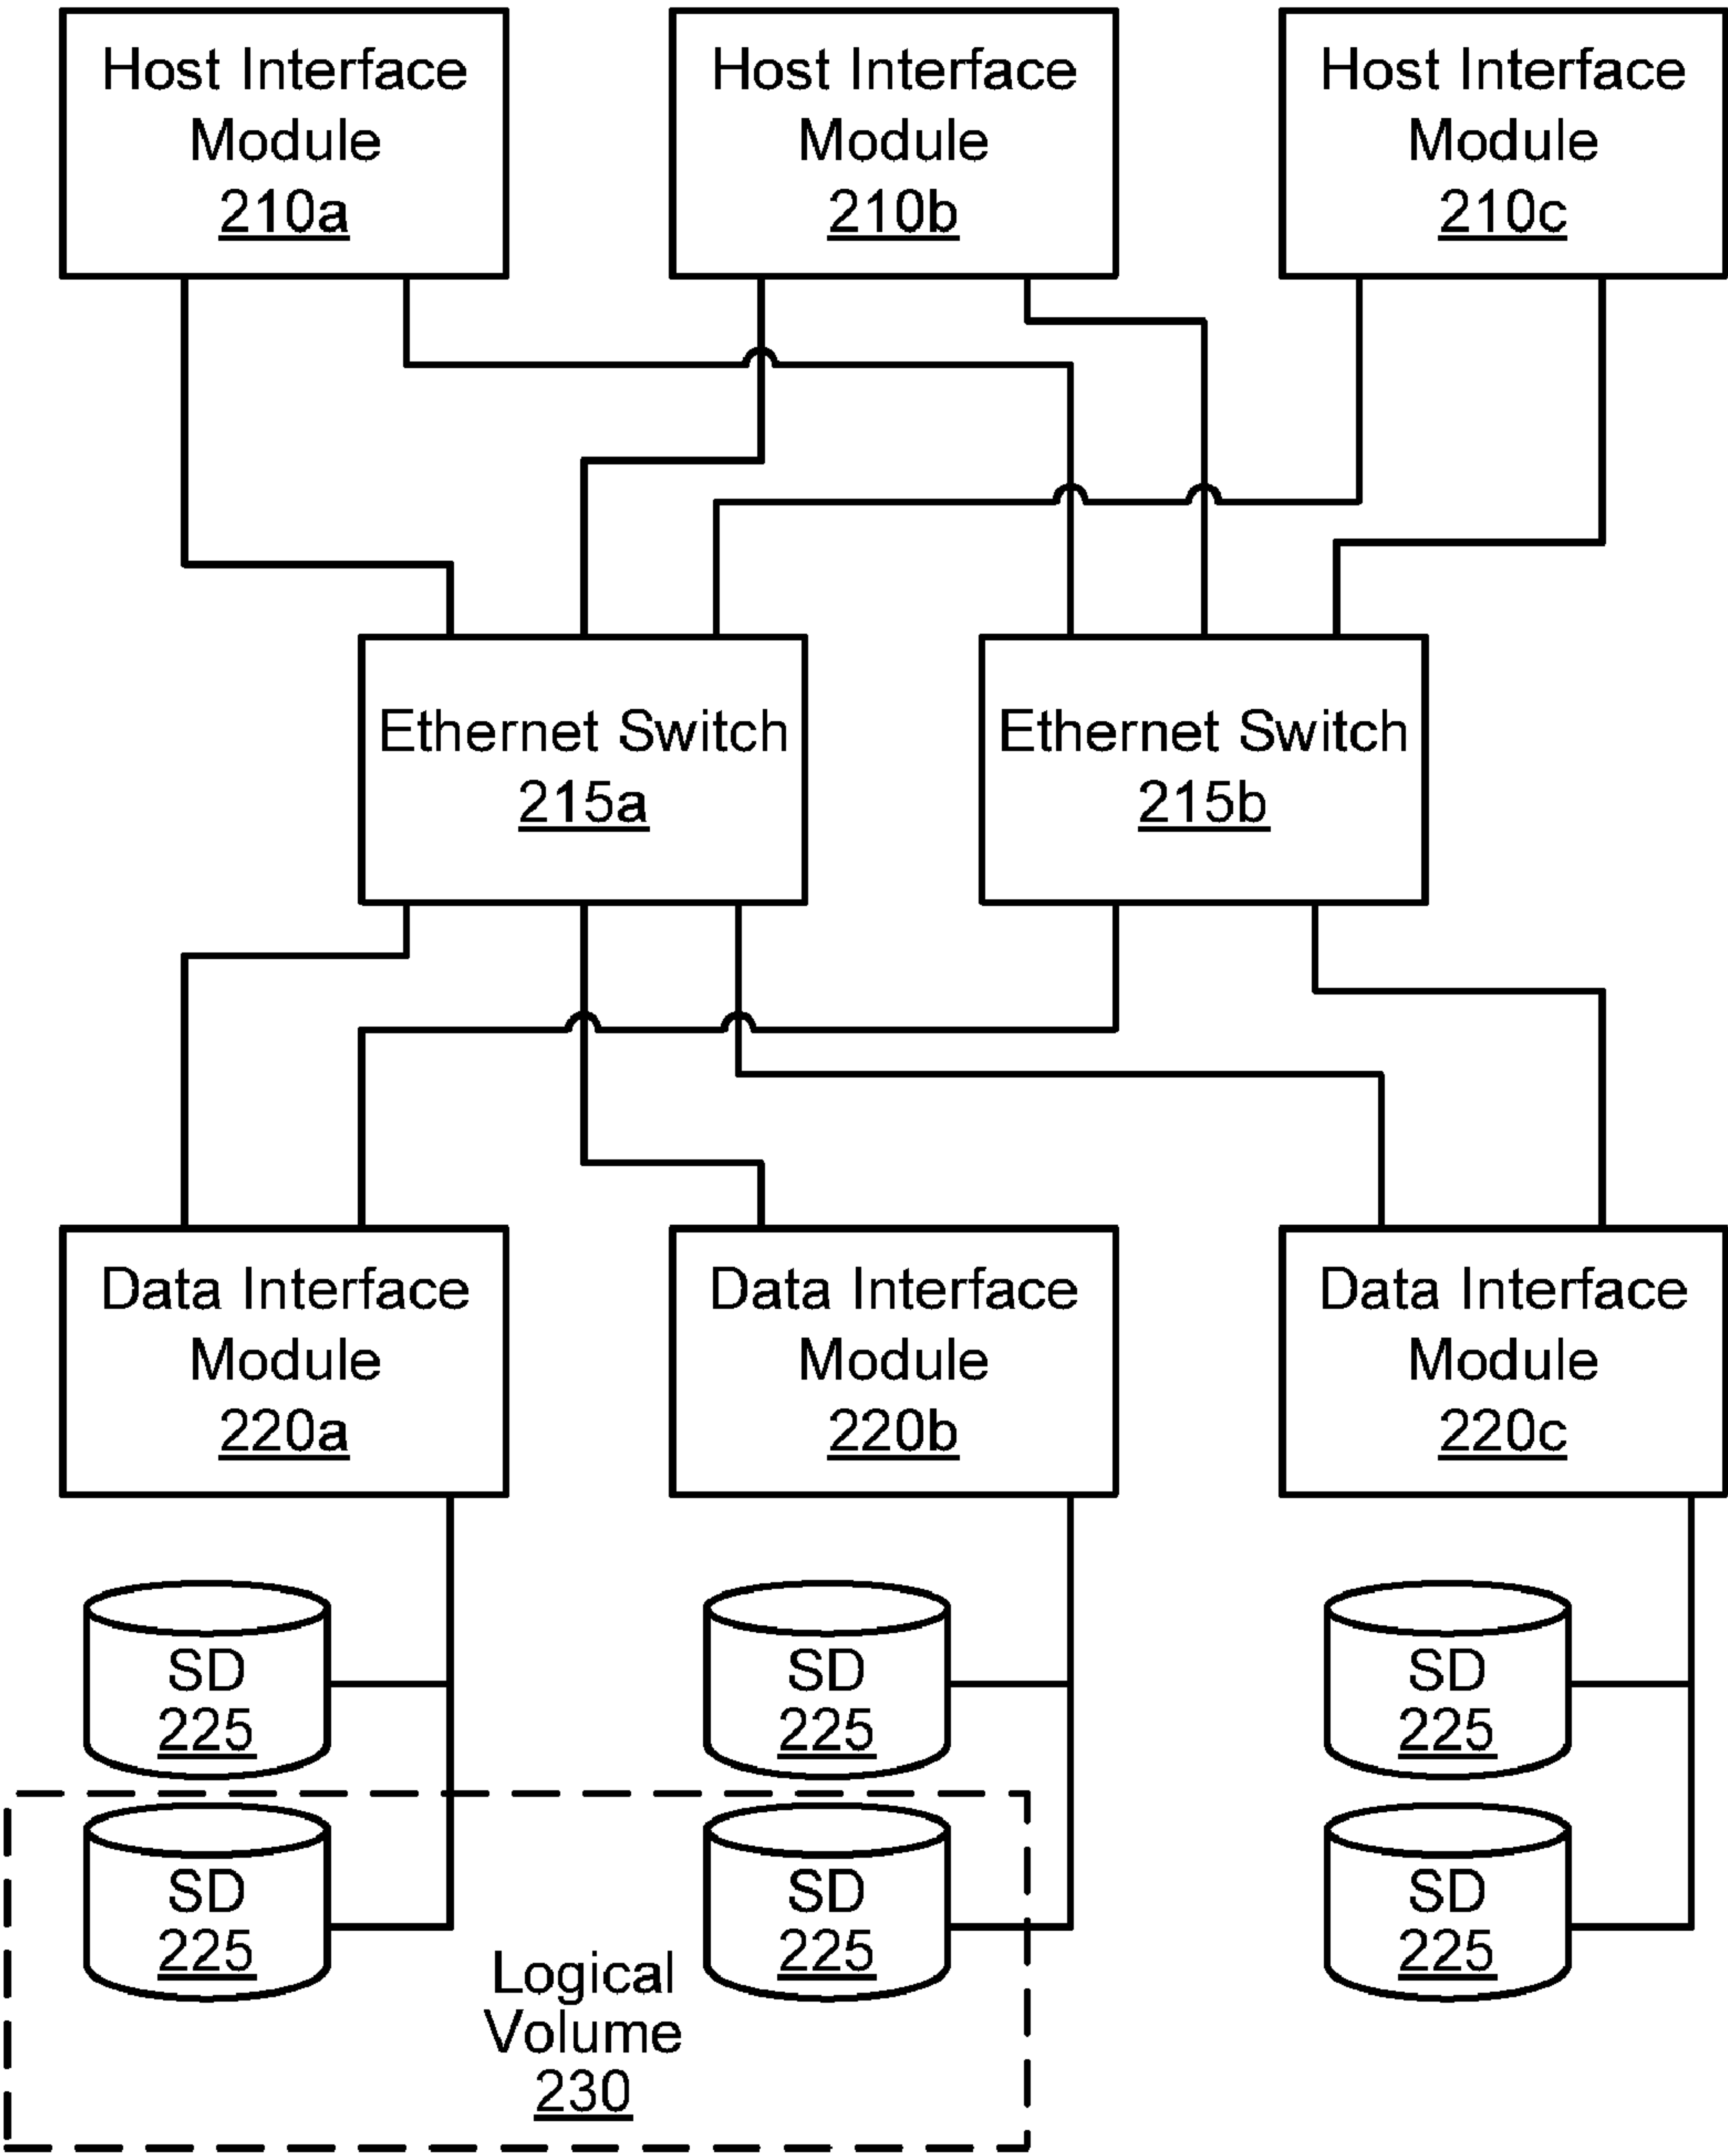 Host Interface
Module
210a
Host Interface
Module
210b
Host Interface
Module
210c
Ethernet Switch
215a
Ethernet Switch
215b
Data Interface
Module
220a
Data Interface
Module
220b
Data Interface
Module
220c
SD
225
SD
225
SD
225
SD
225
SD
225
SD
225
Logical
Volume
230